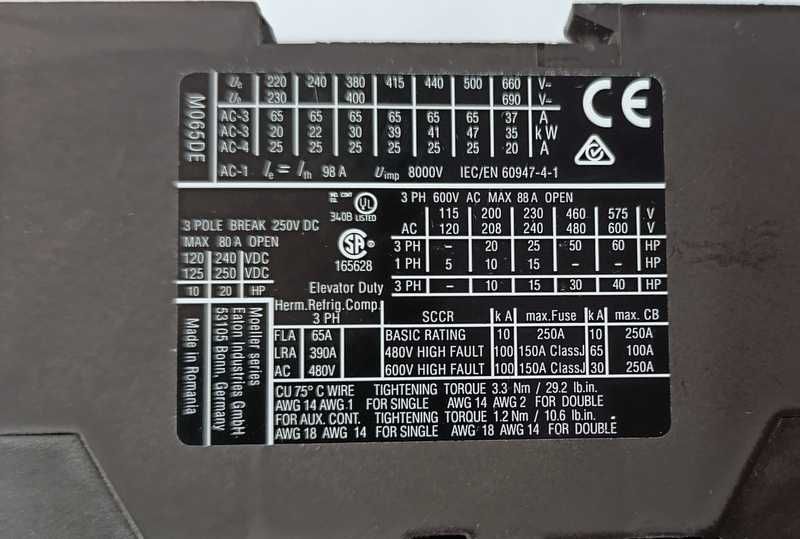 M065DE
Ue 220 240 380 415 440 500 660 V~
Ue 230 400 690 V~
AC-3 65 65 65 65 65 65 37 A
AC-3 20 22 30 39 41 47 35 kW
AC-4 25 25 25 25 25 25 20 A
AC-1 Ie = Ith 98 A Uimp 8000V IEC/EN 60947-4-1
CE
3 POLE BREAK 250V DC
MAX 80 A OPEN
120 240 VDC
125 250 VDC
10 20 HP
UL
340B LISTED
SA
165628
3 PH 600V AC MAX 88 A OPEN
115 200 230 460 575 V
AC 120 208 240 480 600 V
3 PH – 20 25 50 60 HP
1 PH 5 10 15 – – HP
Elevator Duty 3 PH – 10 15 30 40 HP
Herm.Refrig.Comp.
3 PH
FLA 65A
LRA 390A
AC 480V
SCCR kA max.Fuse kA max. CB
BASIC RATING 10 250A 10 250A
480V HIGH FAULT 100 150A ClassJ 65 100A
600V HIGH FAULT 100 150A ClassJ 30 250A
Moeller series
Eaton Industries GmbH
53105 Bonn, Germany
Made in Romania
CU 75° C WIRE TIGHTENING TORQUE 3.3 Nm / 29.2 lb.in.
AWG 14 AWG 1 FOR SINGLE AWG 14 AWG 2 FOR DOUBLE
FOR AUX. CONT. TIGHTENING TORQUE 1.2 Nm / 10.6 lb.in.
AWG 18 AWG 14 FOR SINGLE AWG 18 AWG 14 FOR DOUBLE